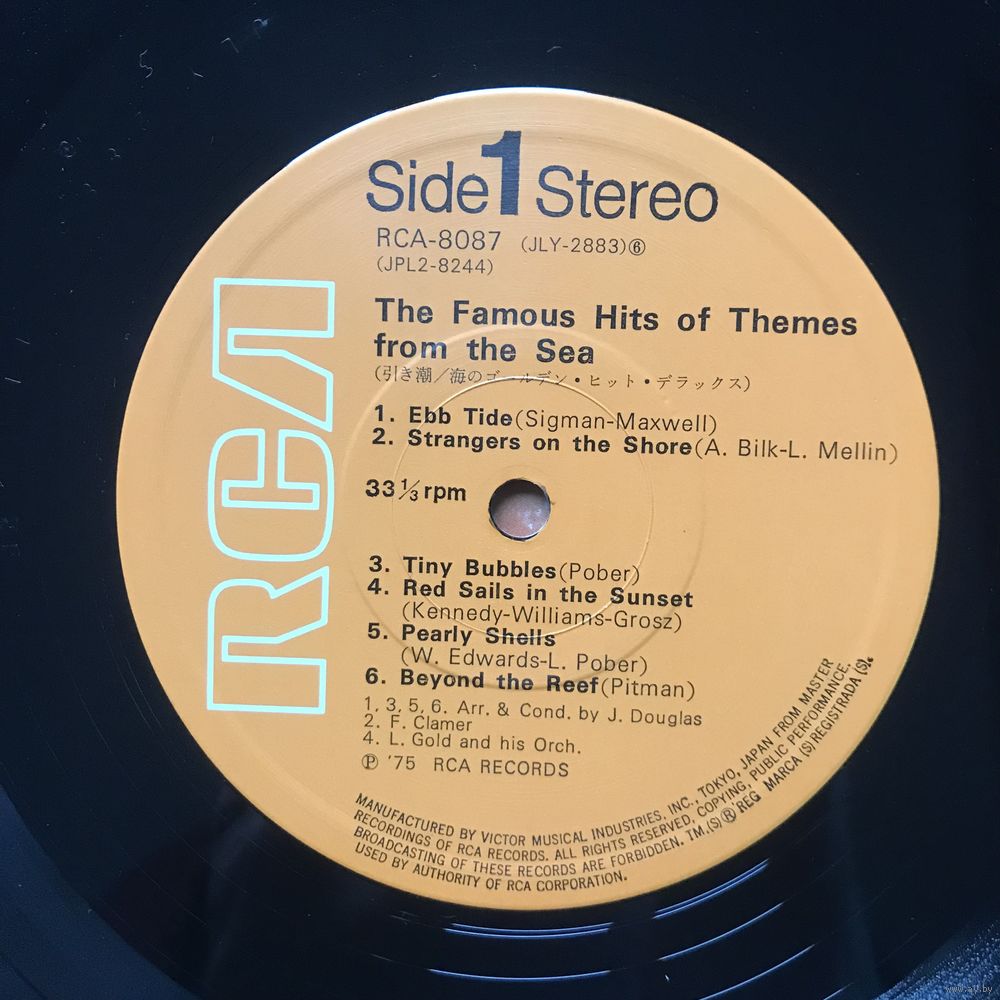 Side 1 Stereo
RCA-8087 (JLY-2883)⑥
(JPL2-8244)
RCA
The Famous Hits of Themes
from the Sea
(引き潮／海のゴールデン・ヒット・デラックス)
1. Ebb Tide(Sigman-Maxwell)
2. Strangers on the Shore(A. Bilk-L. Mellin)
33 1/3 rpm
3. Tiny Bubbles(Pober)
4. Red Sails in the Sunset
(Kennedy-Williams-Grosz)
5. Pearly Shells
(W. Edwards-L. Pober)
6. Beyond the Reef(Pitman)
1, 3, 5, 6. Arr. & Cond. by J. Douglas
2. F. Clamer
4. L. Gold and his Orch.
℗ '75 RCA RECORDS
MANUFACTURED BY VICTOR MUSICAL INDUSTRIES, INC., TOKYO, JAPAN FROM MASTER
RECORDINGS OF RCA RECORDS. ALL RIGHTS RESERVED, COPYING, PUBLIC PERFORMANCE,
BROADCASTING OF THESE RECORDS ARE FORBIDDEN. TM.(S)® REG MARCA (S) REGISTRADA (S).
USED BY AUTHORITY OF RCA CORPORATION.
www.ay.by